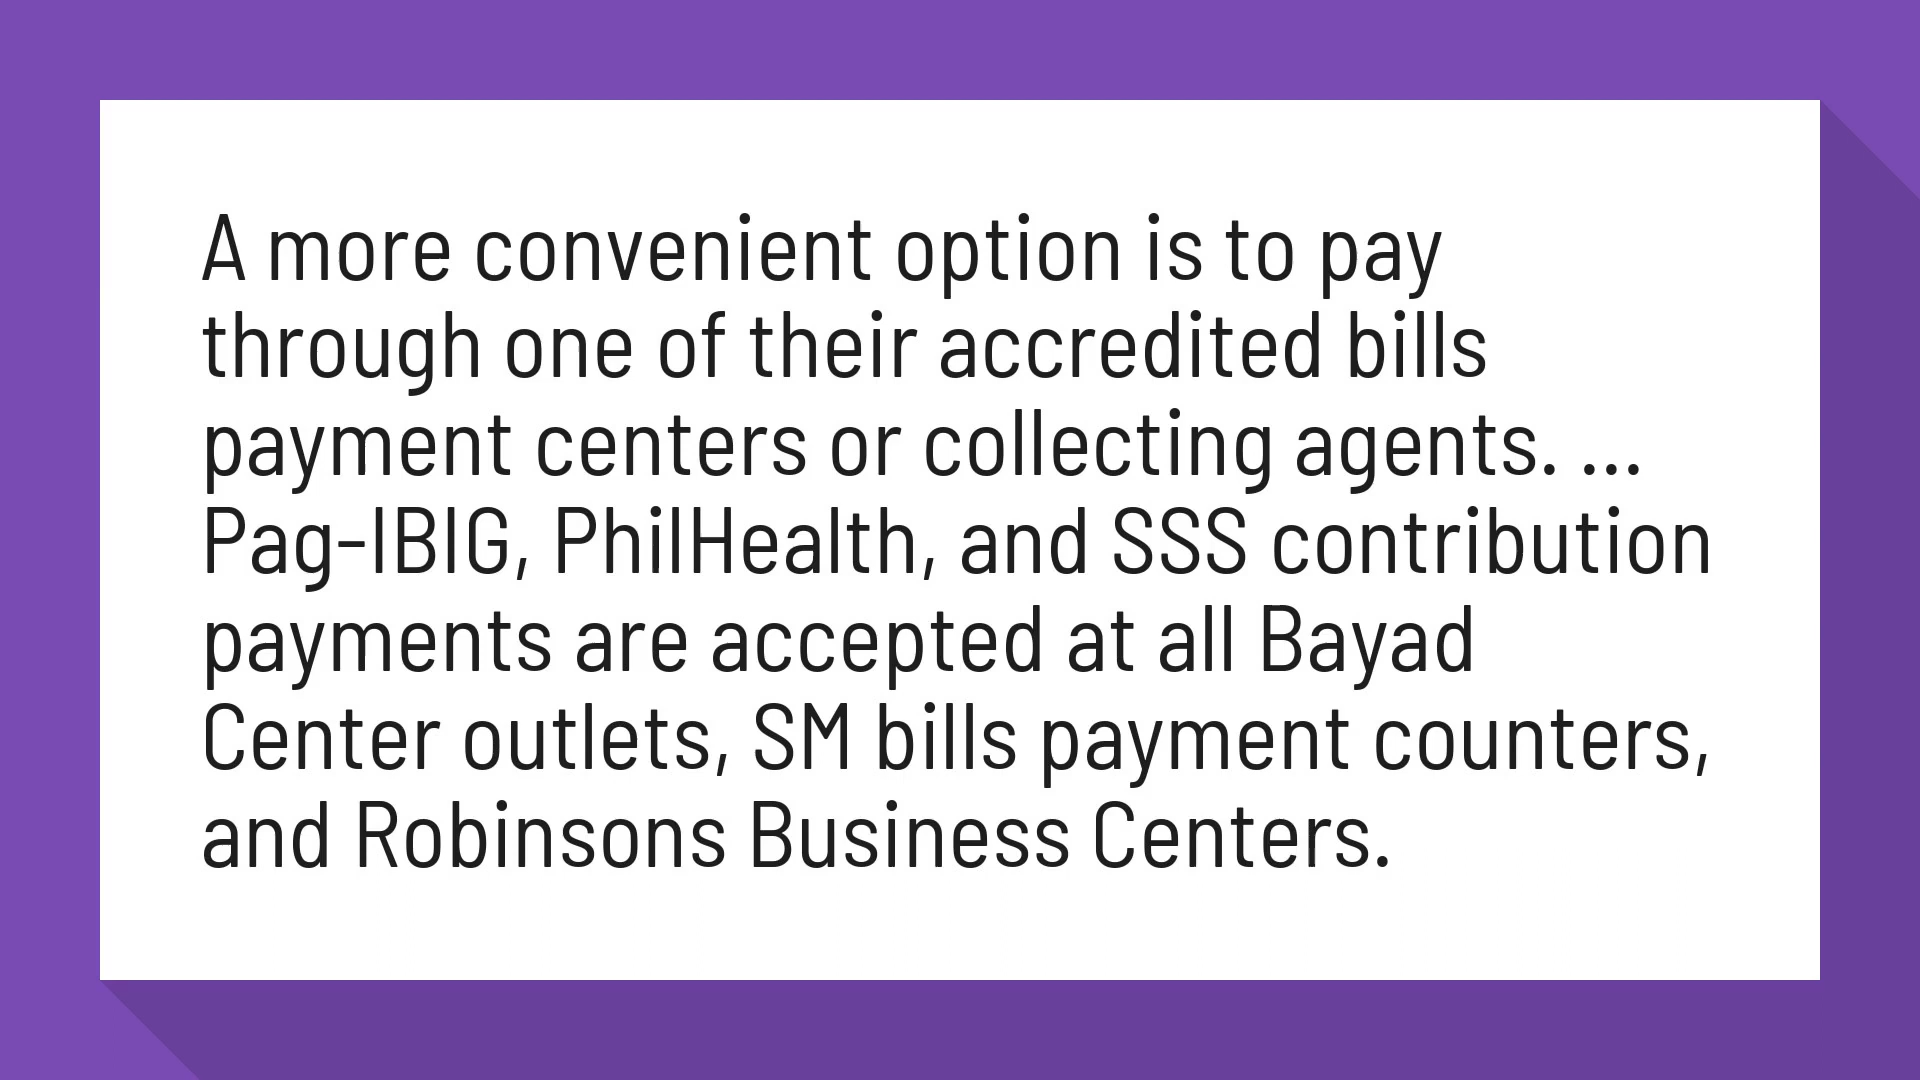 A more convenient option is to pay
through one of their accredited bills
payment centers or collecting agents. ...
Pag-IBIG, PhilHealth, and SSS contribution
payments are accepted at all Bayad
Center outlets, SM bills payment counters,
and Robinsons Business Centers.